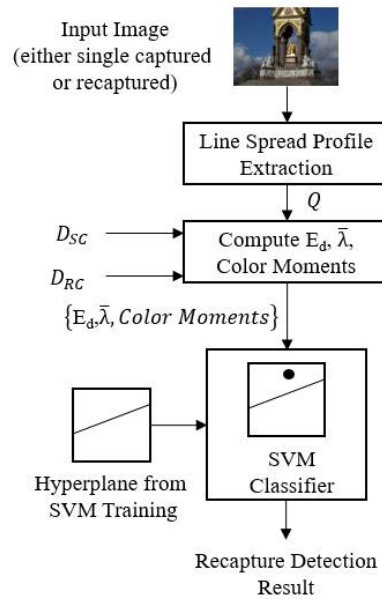 Input Image
(either single captured
or recaptured)
Line Spread Profile
Extraction
Q
D_SC
D_RC
Compute E_d, λ̄,
Color Moments
{E_d,λ̄, Color Moments}
Hyperplane from
SVM Training
SVM
Classifier
Recapture Detection
Result